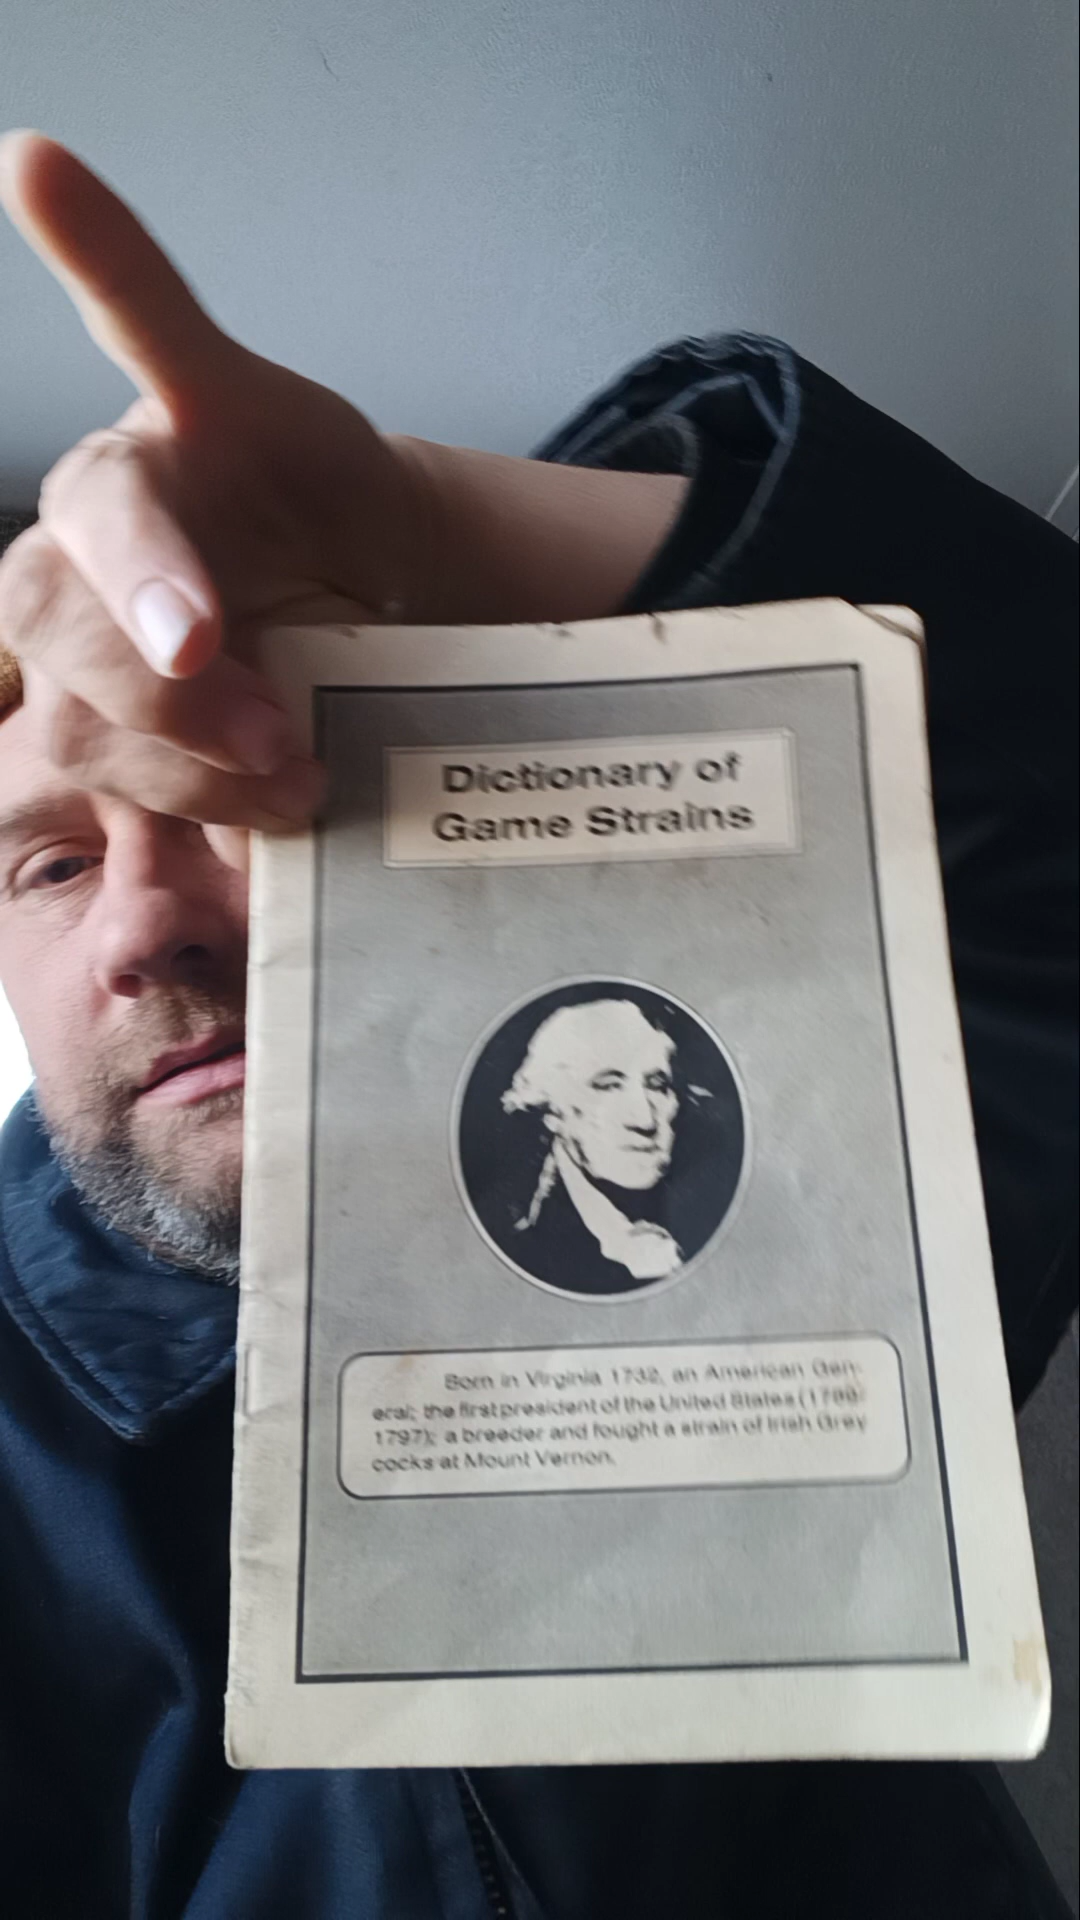 Dictionary of
Game Strains
Born in Virginia 1732, an American Gen-
eral; the first president of the United States (1789-
1797); a breeder and fought a strain of Irish Grey
cocks at Mount Vernon.